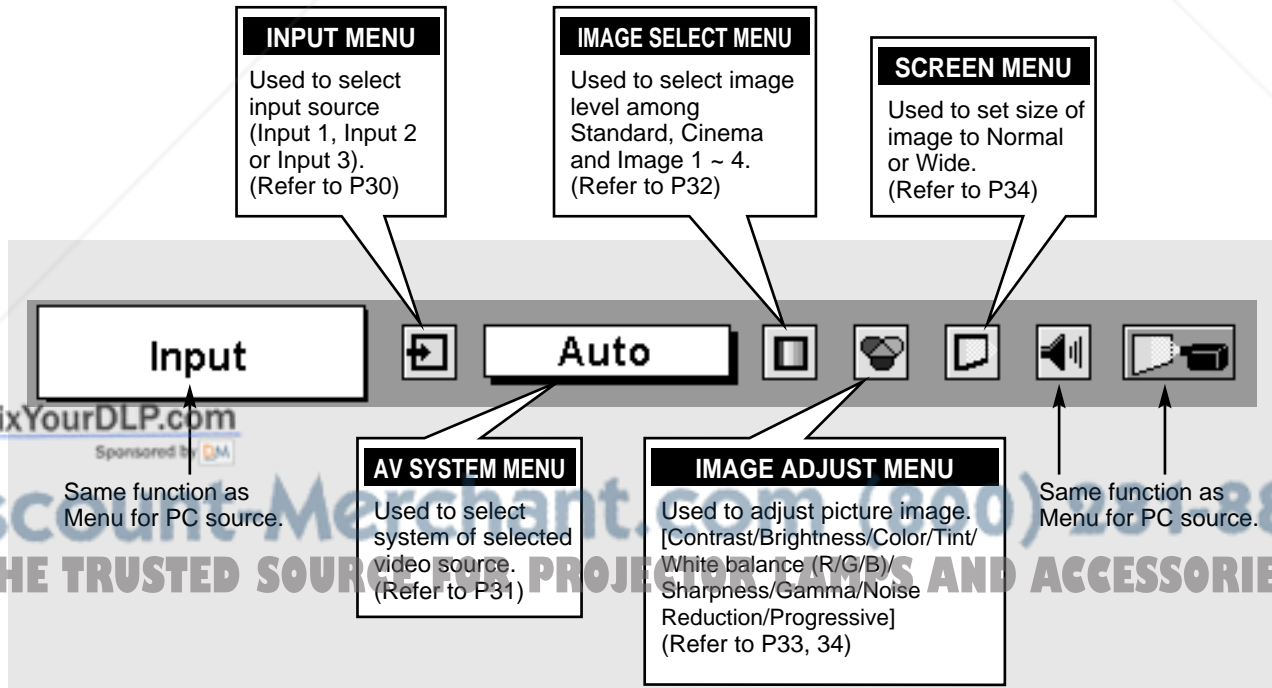 INPUT MENU
Used to select
input source
(Input 1, Input 2
or Input 3).
(Refer to P30)
IMAGE SELECT MENU
Used to select image
level among
Standard, Cinema
and Image 1 ~ 4.
(Refer to P32)
SCREEN MENU
Used to set size of
image to Normal
or Wide.
(Refer to P34)
Input
Auto
ixYourDLP.com
Sponsored by DM
Same function as
Menu for PC source.
AV SYSTEM MENU
Used to select
system of selected
video source.
(Refer to P31)
IMAGE ADJUST MENU
Used to adjust picture image.
[Contrast/Brightness/Color/Tint/
White balance (R/G/B)/
Sharpness/Gamma/Noise
Reduction/Progressive]
(Refer to P33, 34)
Same function as
Menu for PC source.
scount-Merchant.com (800) 281-88
HE TRUSTED SOURCE FOR PROJECTOR LAMPS AND ACCESSORIE